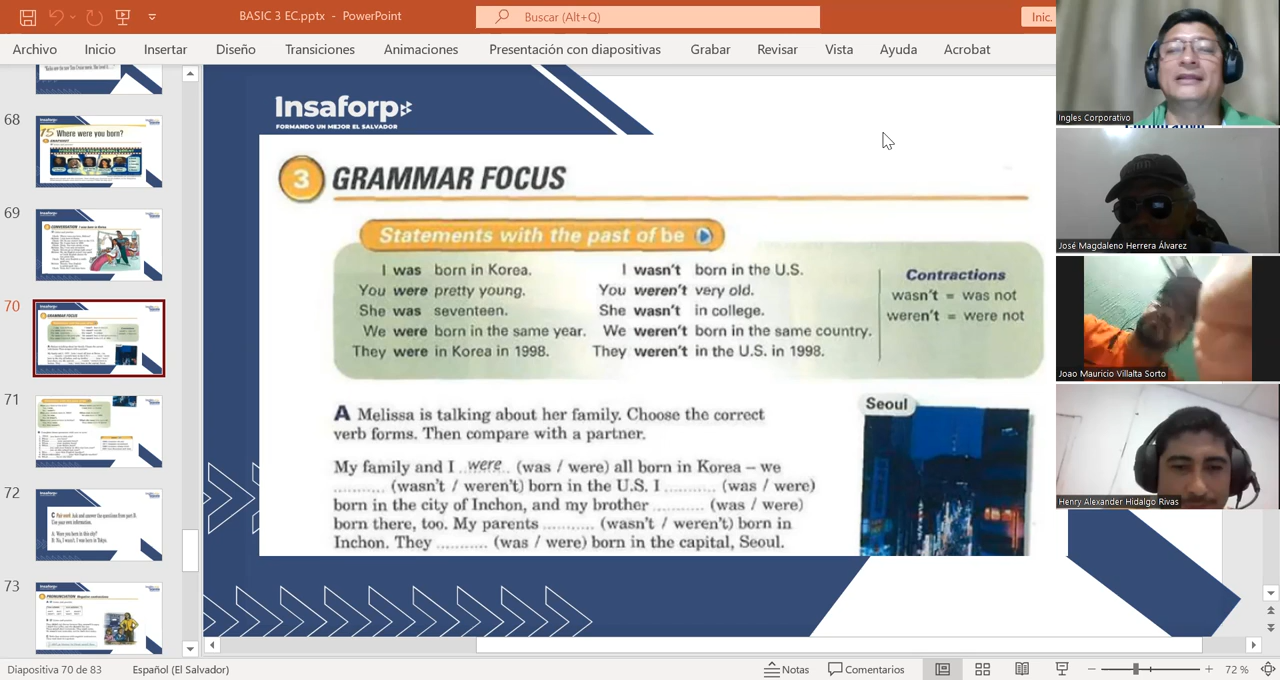 BASIC 3 EC.pptx - PowerPoint
Buscar (Alt+Q)
Inic.
Archivo Inicio Insertar Diseño Transiciones Animaciones Presentación con diapositivas Grabar Revisar Vista Ayuda Acrobat
68
15 Where were you born?
69
70
GRAMMAR FOCUS
71
72
73
Insaforp
FORMANDO UN MEJOR EL SALVADOR
3 GRAMMAR FOCUS
Statements with the past of be
I was born in Korea. I wasn't born in the U.S.
You were pretty young. You weren't very old.
She was seventeen. She wasn't in college.
We were born in the same year. We weren't born in the same country.
They were in Korea in 1998. They weren't in the U.S. in 1998.
Contractions
wasn't = was not
weren't = were not
A Melissa is talking about her family. Choose the correct
verb forms. Then compare with a partner.
My family and I ..were.. (was / were) all born in Korea – we
.......... (wasn't / weren't) born in the U.S. I .......... (was / were)
born in the city of Inchon, and my brother .......... (was / were)
born there, too. My parents .......... (wasn't / weren't) born in
Inchon. They .......... (was / were) born in the capital, Seoul.
Seoul
Ingles Corporativo
José Magdaleno Herrera Álvarez
Joao Mauricio Villalta Sorto
Henry Alexander Hidalgo Rivas
Diapositiva 70 de 83 Español (El Salvador) Notas Comentarios 72 %